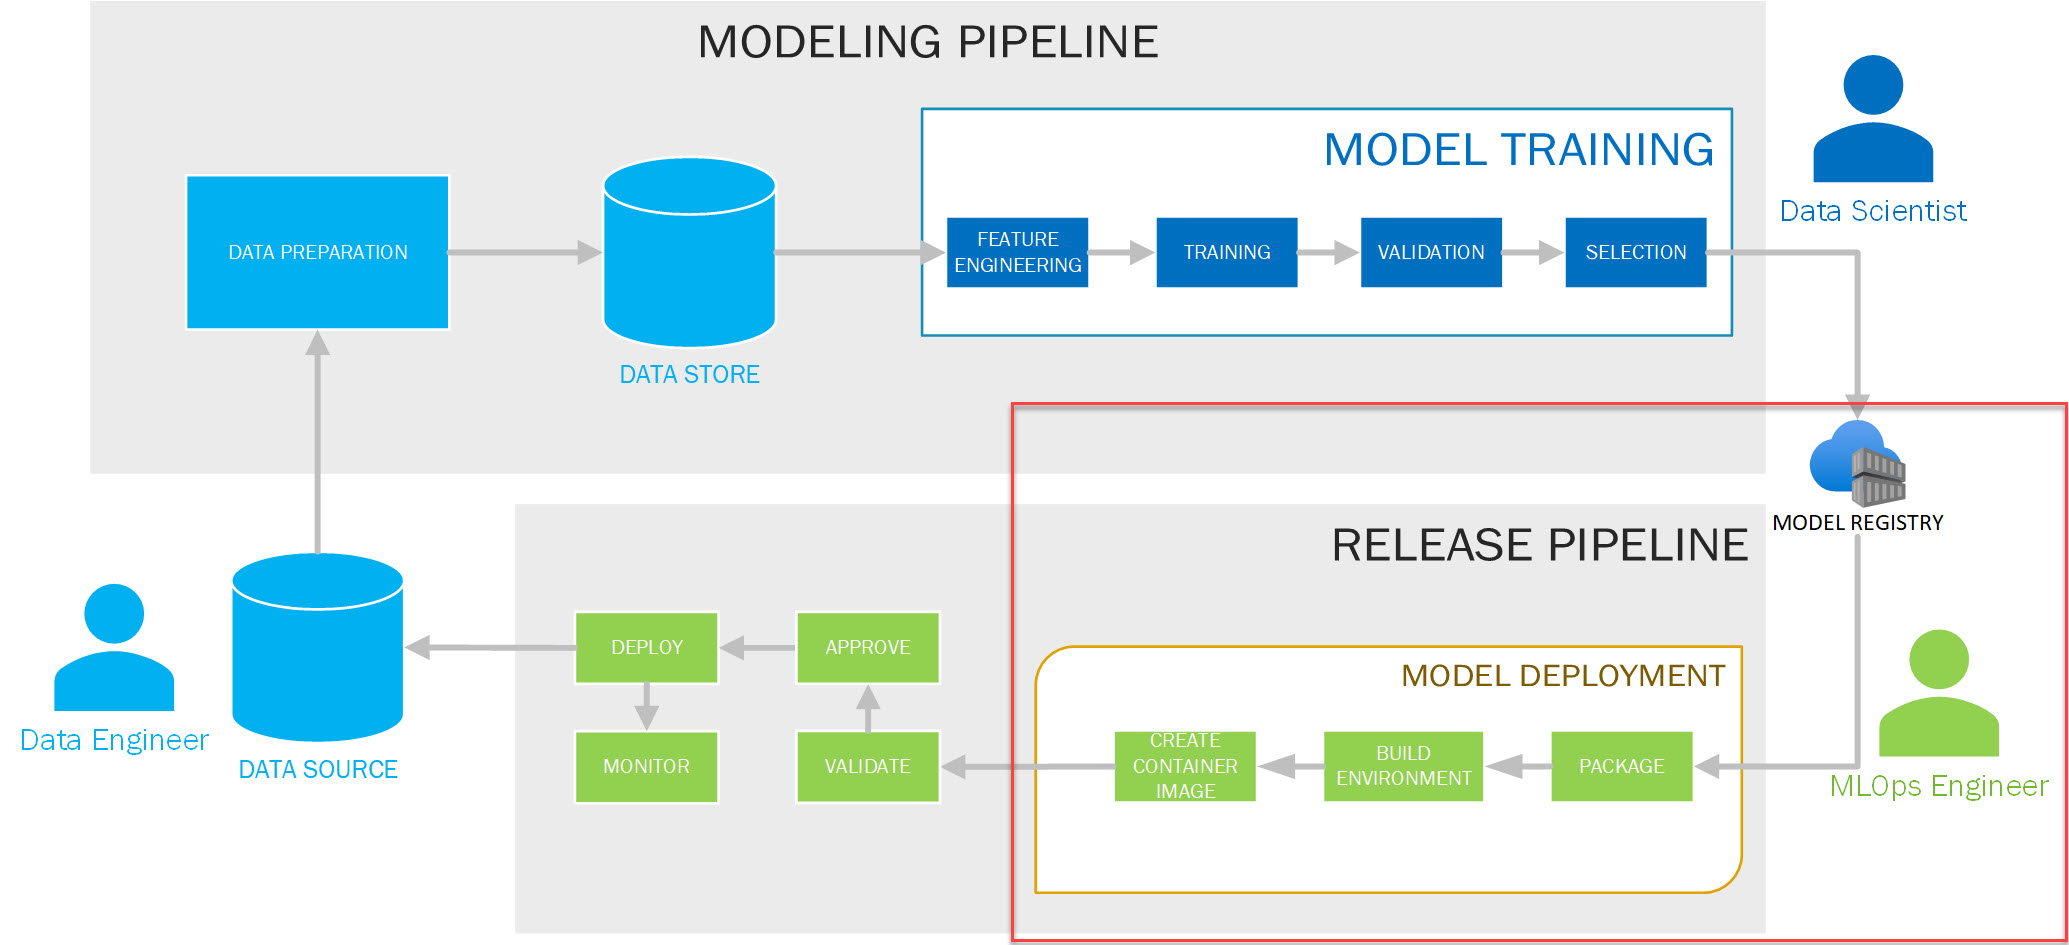 MODELING PIPELINE
MODEL TRAINING
Data Scientist
DATA PREPARATION
FEATURE
ENGINEERING
TRAINING
VALIDATION
SELECTION
DATA STORE
MODEL REGISTRY
RELEASE PIPELINE
DEPLOY
APPROVE
MODEL DEPLOYMENT
Data Engineer
DATA SOURCE
MONITOR
VALIDATE
CREATE
CONTAINER
IMAGE
BUILD
ENVIRONMENT
PACKAGE
MLOps Engineer